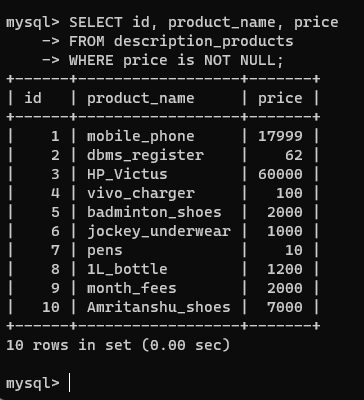 mysql> SELECT id, product_name, price
    -> FROM description_products
    -> WHERE price is NOT NULL;
+------+-----------------+-------+
| id   | product_name    | price |
+------+-----------------+-------+
|    1 | mobile_phone    | 17999 |
|    2 | dbms_register   |    62 |
|    3 | HP_Victus       | 60000 |
|    4 | vivo_charger    |   100 |
|    5 | badminton_shoes |  2000 |
|    6 | jockey_underwear |  1000 |
|    7 | pens            |    10 |
|    8 | 1L_bottle       |  1200 |
|    9 | month_fees      |  2000 |
|   10 | Amritanshu_shoes |  7000 |
+------+-----------------+-------+
10 rows in set (0.00 sec)
mysql>